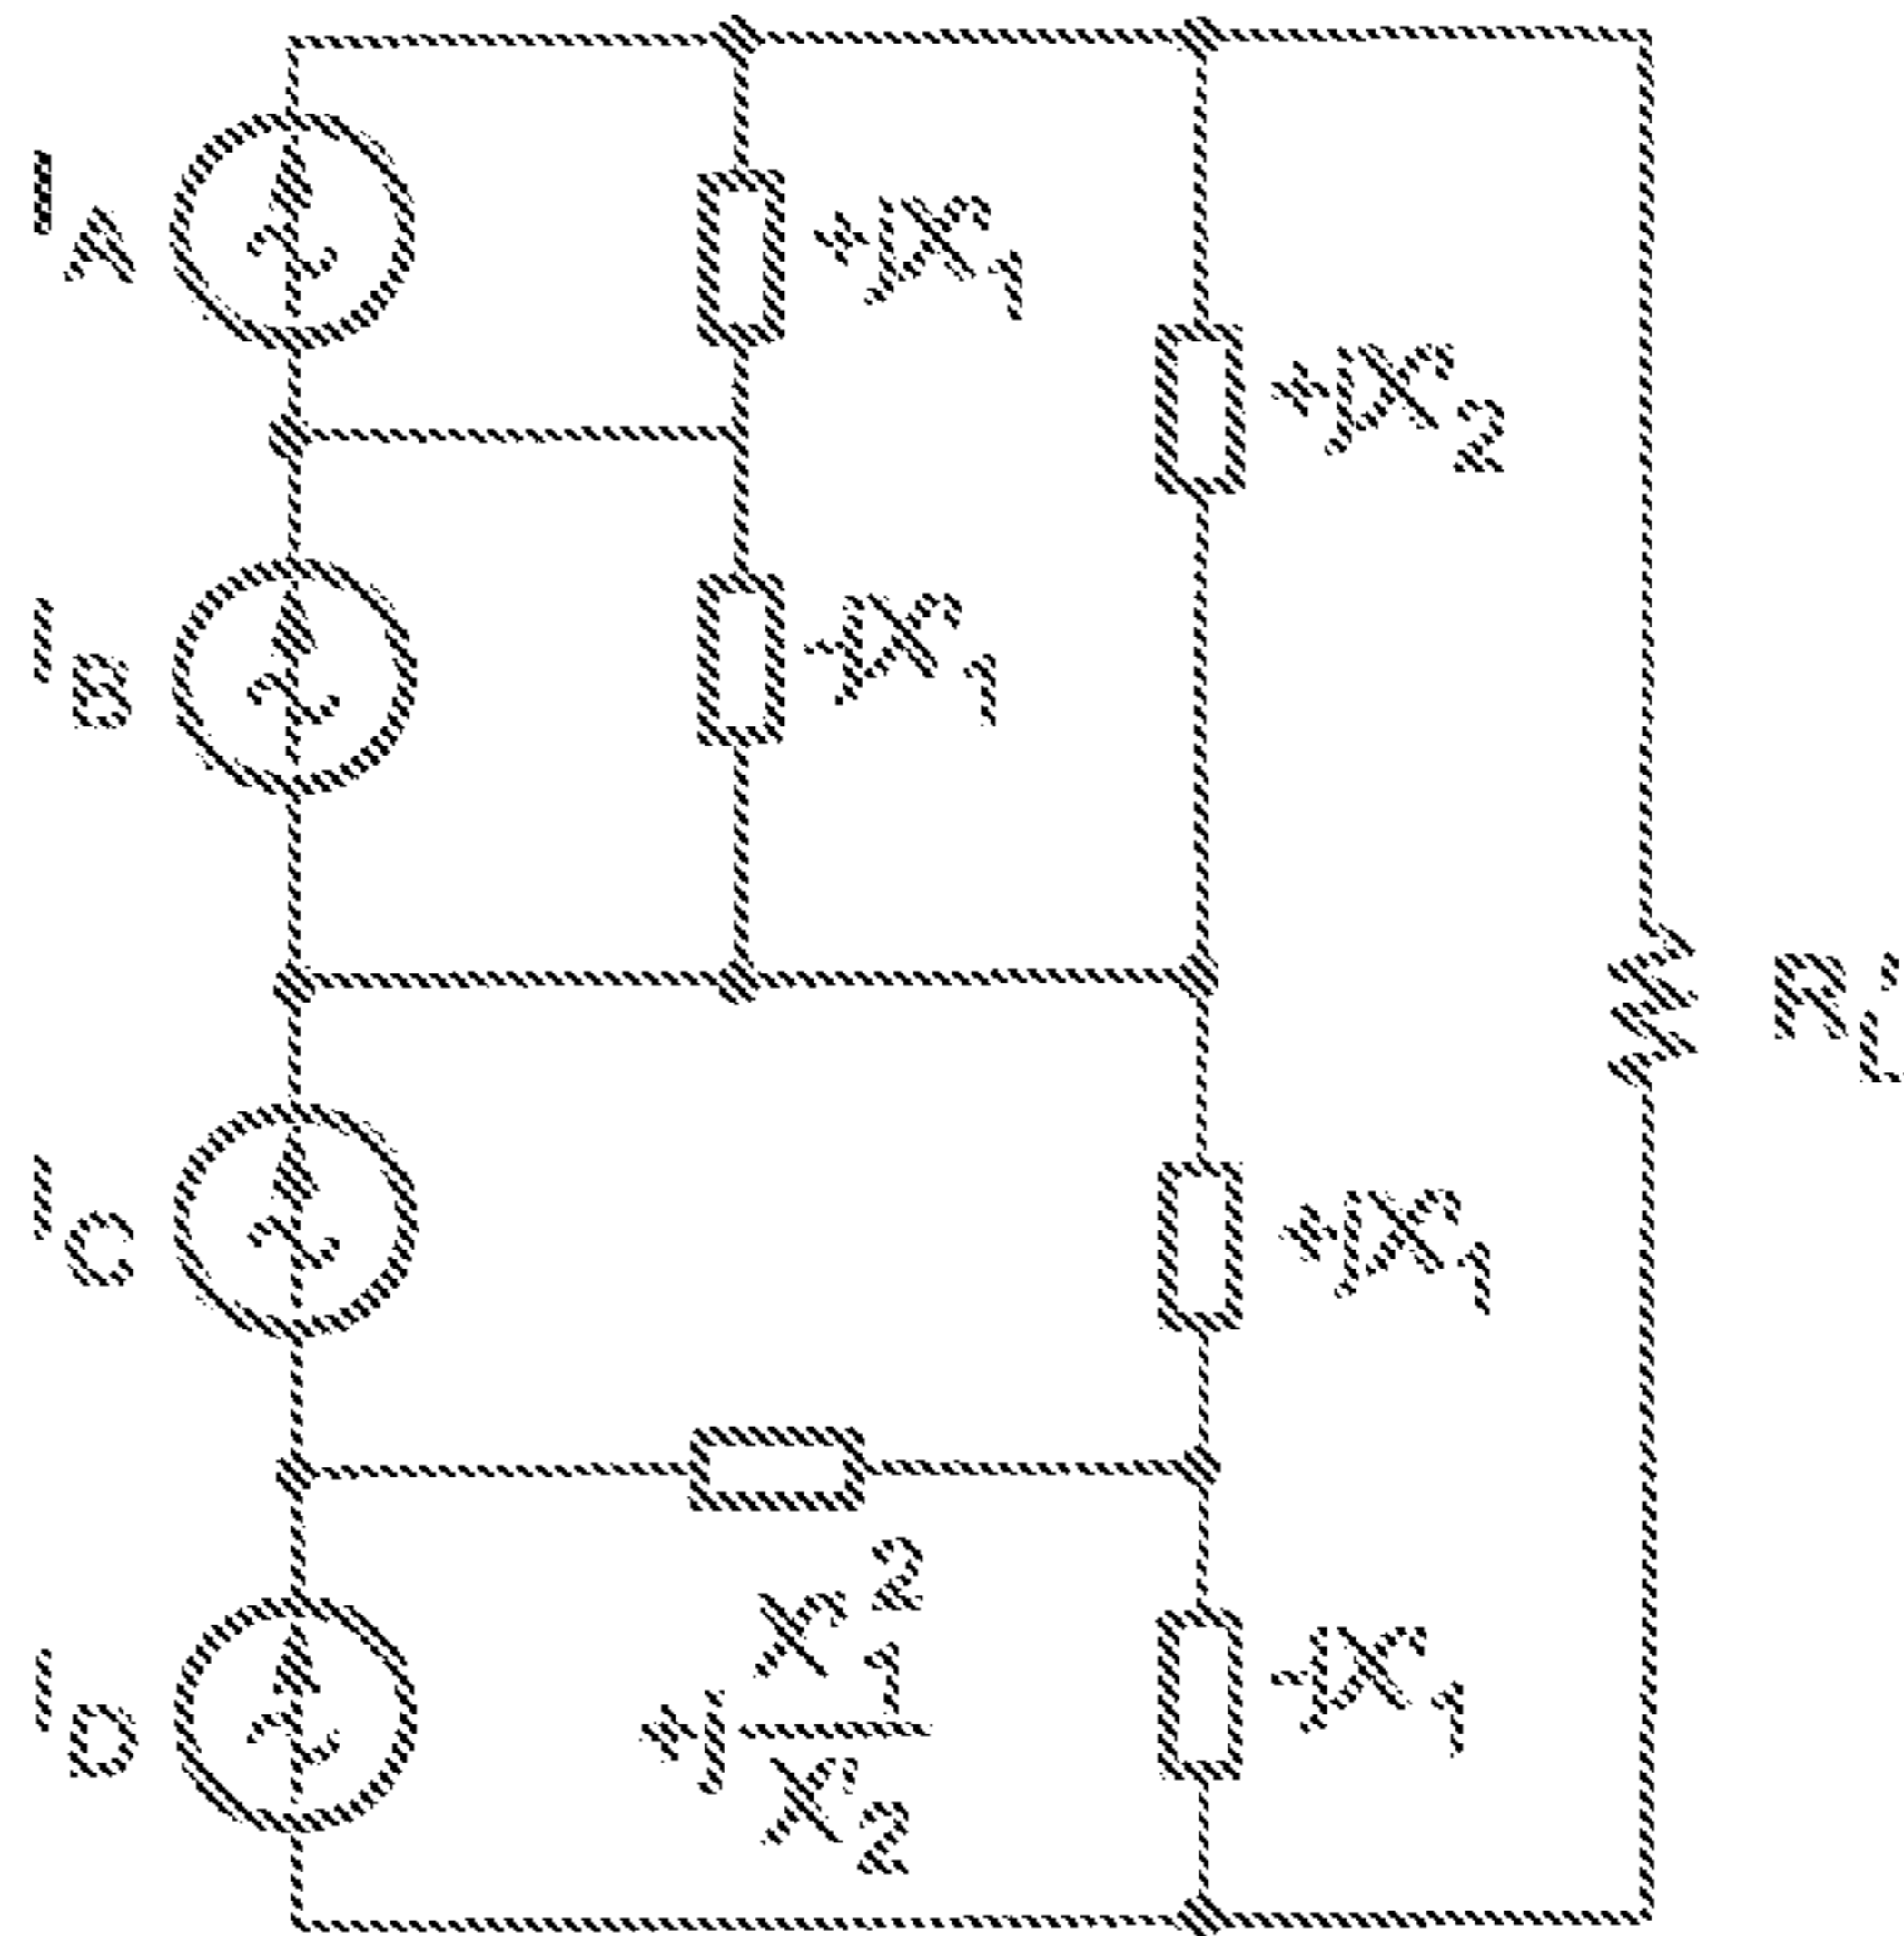 I_A
+jX_1
+jX_2
I_B
-jX_1
R_L
I_C
+jX_1
I_D
+j X_1^2 / X_2
-jX_1